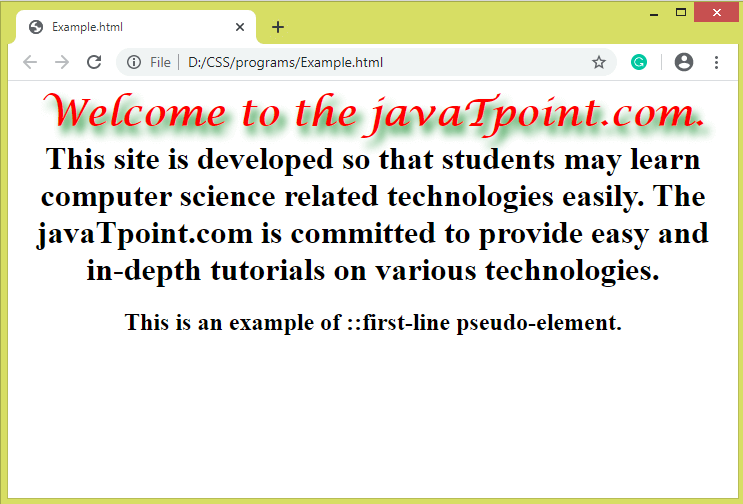 Example.html
File D:/CSS/programs/Example.html
Welcome to the javaTpoint.com.
This site is developed so that students may learn
computer science related technologies easily. The
javaTpoint.com is committed to provide easy and
in-depth tutorials on various technologies.
This is an example of ::first-line pseudo-element.